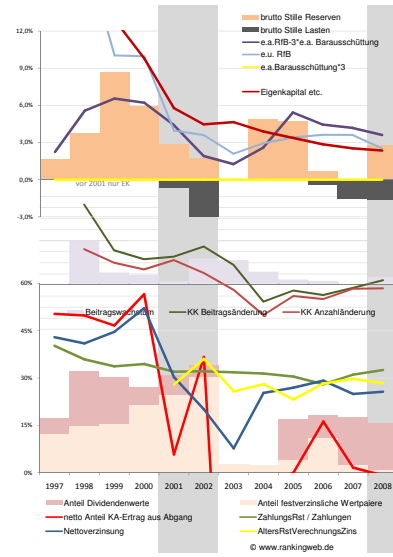 brutto Stille Reserven
brutto Stille Lasten
e.a.RfB-3*e.a. Barausschüttung
e.u. RfB
e.a.Barausschüttung*3
Eigenkapital etc.
12,0%
9,0%
6,0%
3,0%
0,0%
-3,0%
vor 2001 nur EK
60%
45%
30%
15%
0%
Beitragswachstum
KK Beitragsänderung
KK Anzahländerung
1997 1998 1999 2000 2001 2002 2003 2004 2005 2006 2007 2008
Anteil Dividendenwerte
Anteil festverzinsliche Wertpaiere
netto Anteil KA-Ertrag aus Abgang
ZahlungsRst / Zahlungen
Nettoverzinsung
AltersRstVerechnungsZins
© www.rankingweb.de